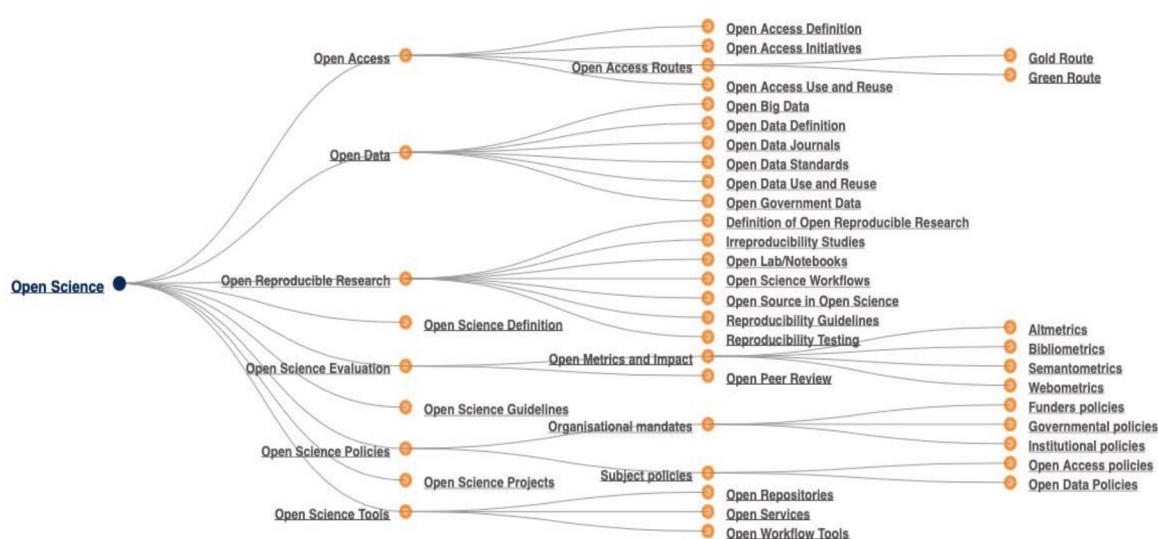 Open Science
Open Access
Open Access Definition
Open Access Initiatives
Open Access Routes
Gold Route
Green Route
Open Access Use and Reuse
Open Data
Open Big Data
Open Data Definition
Open Data Journals
Open Data Standards
Open Data Use and Reuse
Open Government Data
Open Reproducible Research
Definition of Open Reproducible Research
Irreproducibility Studies
Open Lab/Notebooks
Open Science Workflows
Open Source in Open Science
Reproducibility Guidelines
Reproducibility Testing
Open Science Definition
Open Science Evaluation
Open Metrics and Impact
Altmetrics
Bibliometrics
Semantometrics
Webometrics
Open Peer Review
Open Science Guidelines
Open Science Policies
Organisational mandates
Funders policies
Governmental policies
Institutional policies
Subject policies
Open Access policies
Open Data Policies
Open Science Projects
Open Science Tools
Open Repositories
Open Services
Open Workflow Tools